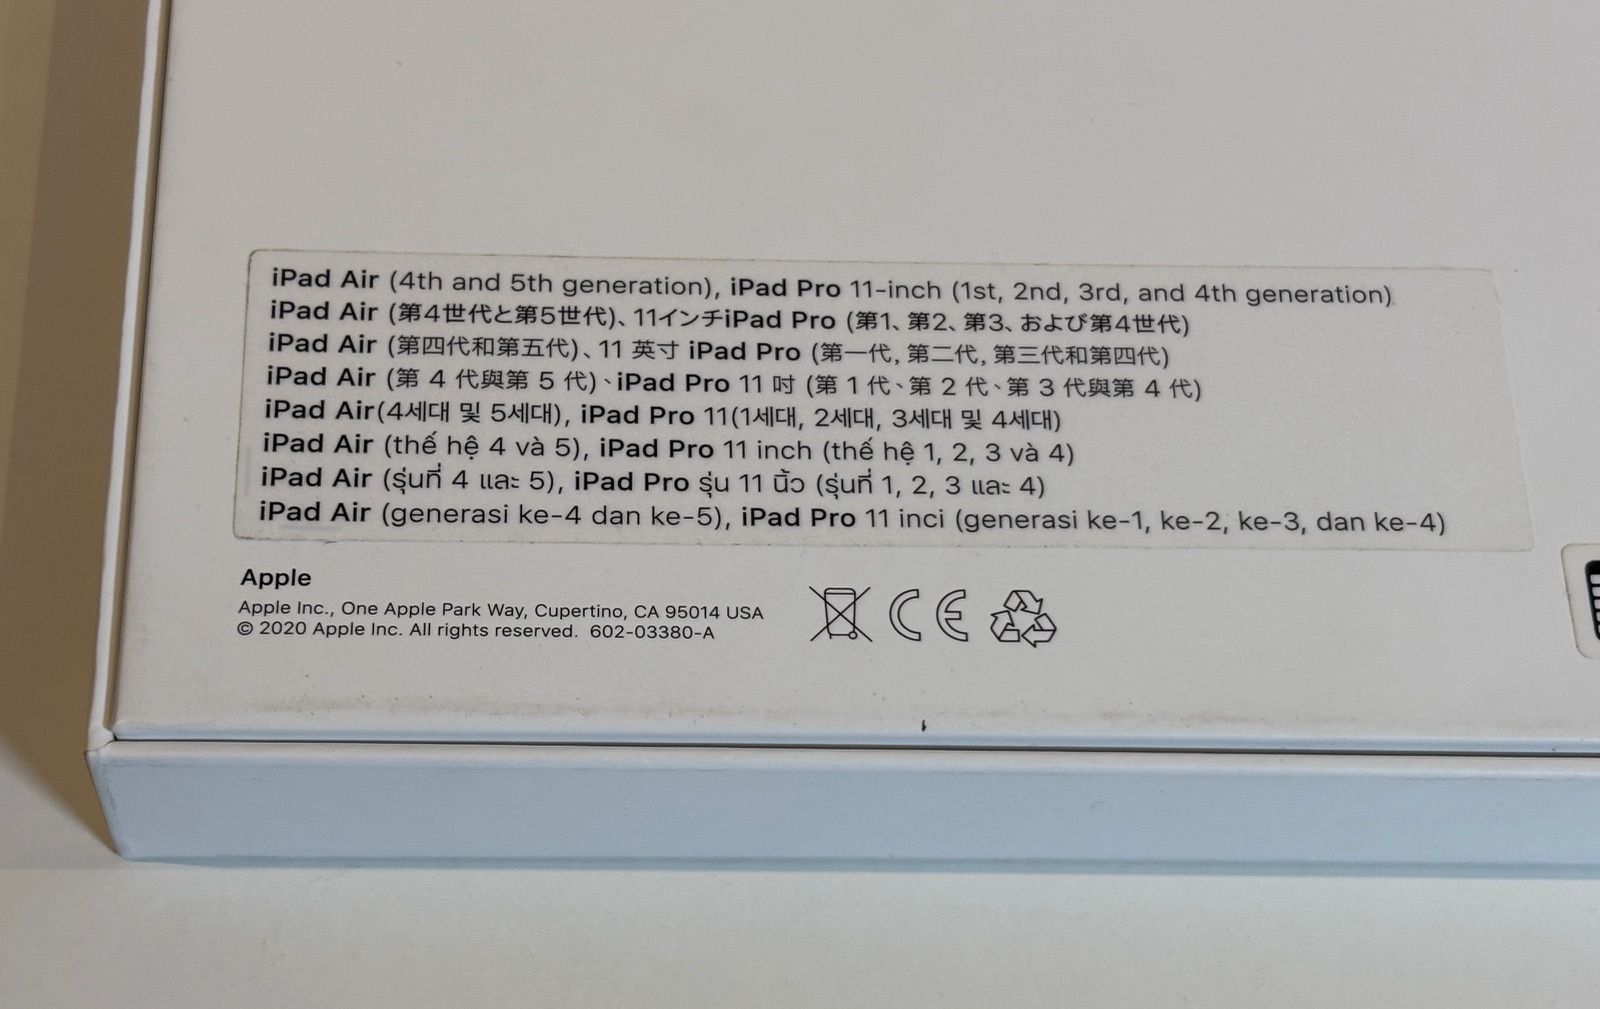 iPad Air (4th and 5th generation), iPad Pro 11-inch (1st, 2nd, 3rd, and 4th generation)
iPad Air (第4世代と第5世代)、11インチiPad Pro (第1、第2、第3、および第4世代)
iPad Air (第四代和第五代)、11 英寸 iPad Pro (第一代, 第二代, 第三代和第四代)
iPad Air (第 4 代與第 5 代)、iPad Pro 11 吋 (第 1 代、第 2 代、第 3 代與第 4 代)
iPad Air(4세대 및 5세대), iPad Pro 11(1세대, 2세대, 3세대 및 4세대)
iPad Air (thế hệ 4 và 5), iPad Pro 11 inch (thế hệ 1, 2, 3 và 4)
iPad Air (รุ่นที่ 4 และ 5), iPad Pro รุ่น 11 นิ้ว (รุ่นที่ 1, 2, 3 และ 4)
iPad Air (generasi ke-4 dan ke-5), iPad Pro 11 inci (generasi ke-1, ke-2, ke-3, dan ke-4)
Apple
Apple Inc., One Apple Park Way, Cupertino, CA 95014 USA
© 2020 Apple Inc. All rights reserved. 602-03380-A
CE